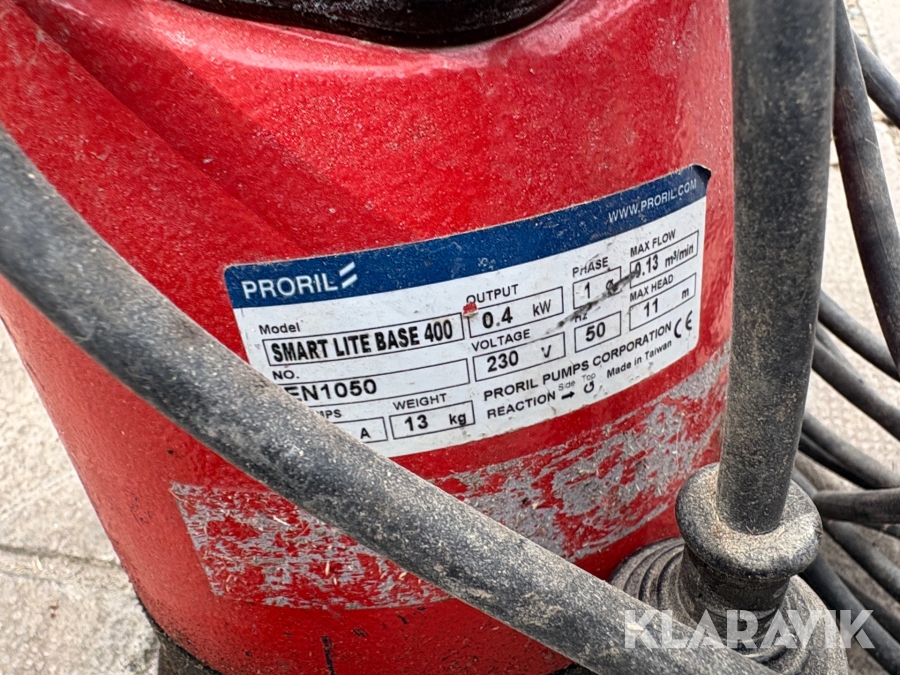 KLARAVIK
WWW.PRORIL.COM
PRORIL
Model
SMART LITE BASE 400
OUTPUT
0.4 kW
PHASE
1
MAX FLOW
0.13 m³/min
NO.
EN1050
VOLTAGE
230 V
HZ
50
MAX HEAD
11 m
A
WEIGHT
13 kg
PRORIL PUMPS CORPORATION CE
REACTION Side Top Made in Taiwan
KLARAVIK